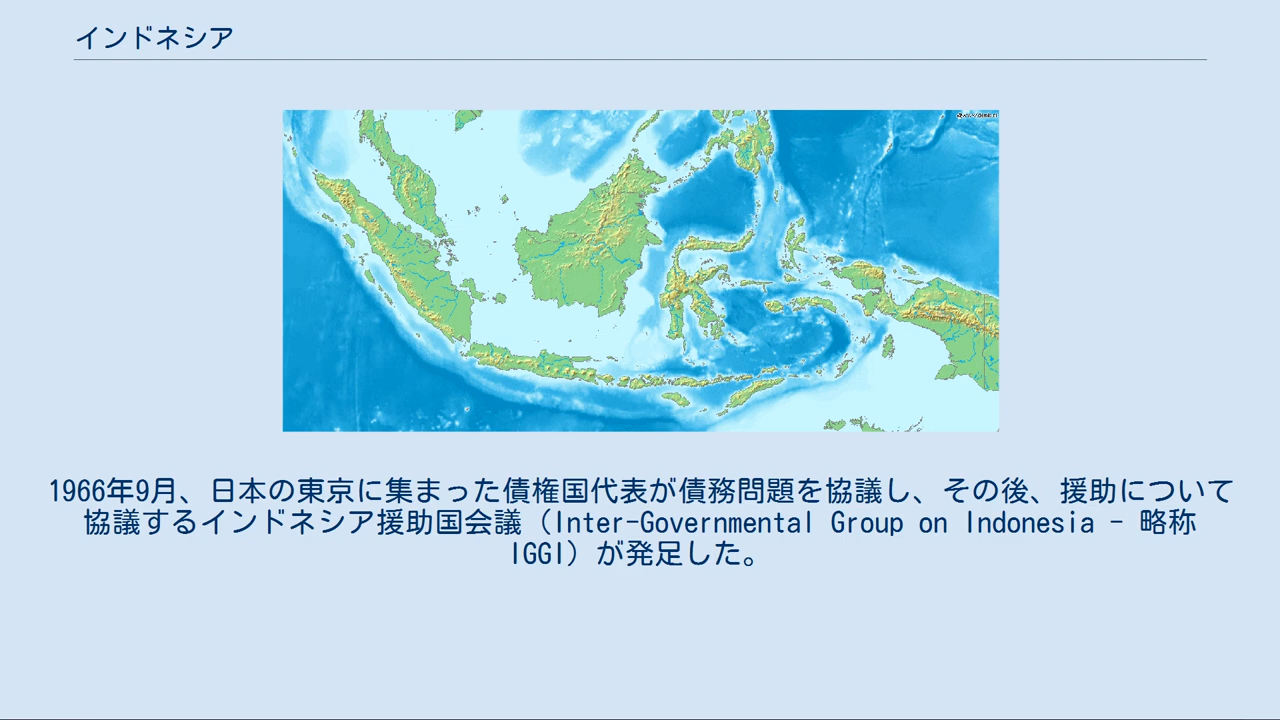 インドネシア
1966年9月、日本の東京に集まった債権国代表が債務問題を協議し、その後、援助について
協議するインドネシア援助国会議（Inter-Governmental Group on Indonesia - 略称
IGGI）が発足した。